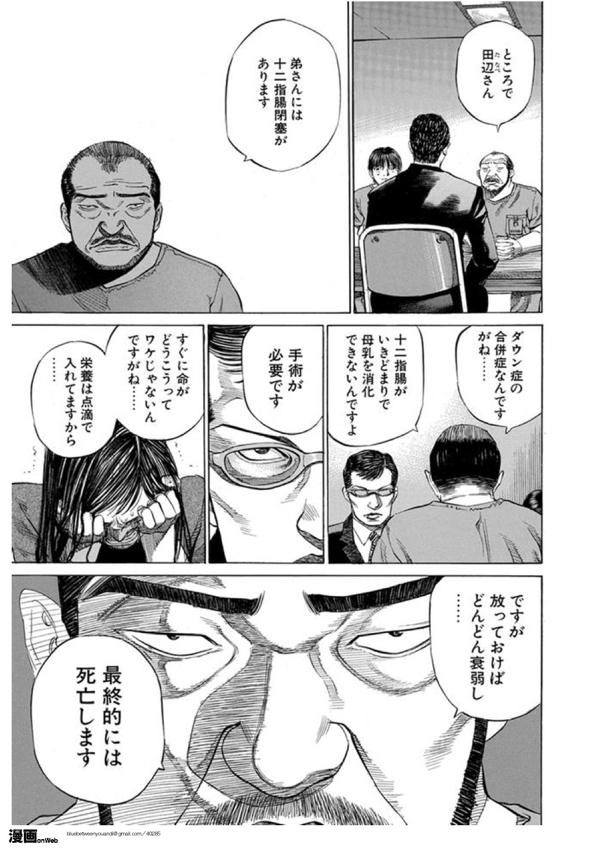 ところで
田辺さん
たなべ
弟さんには
十二指腸閉塞が
あります
ダウン症の
合併症なんです
がね……
十二指腸が
いきどまりで
母乳を消化
できないんですよ
手術が
必要です
すぐに命が
どうこうって
ワケじゃないん
ですがね……
栄養は点滴で
入れてますから
……
ですが
放っておけば
どんどん衰弱し
……
最終的には
死亡します
漫画onWeb
bluebetweenyouandi@gmail.com/40285